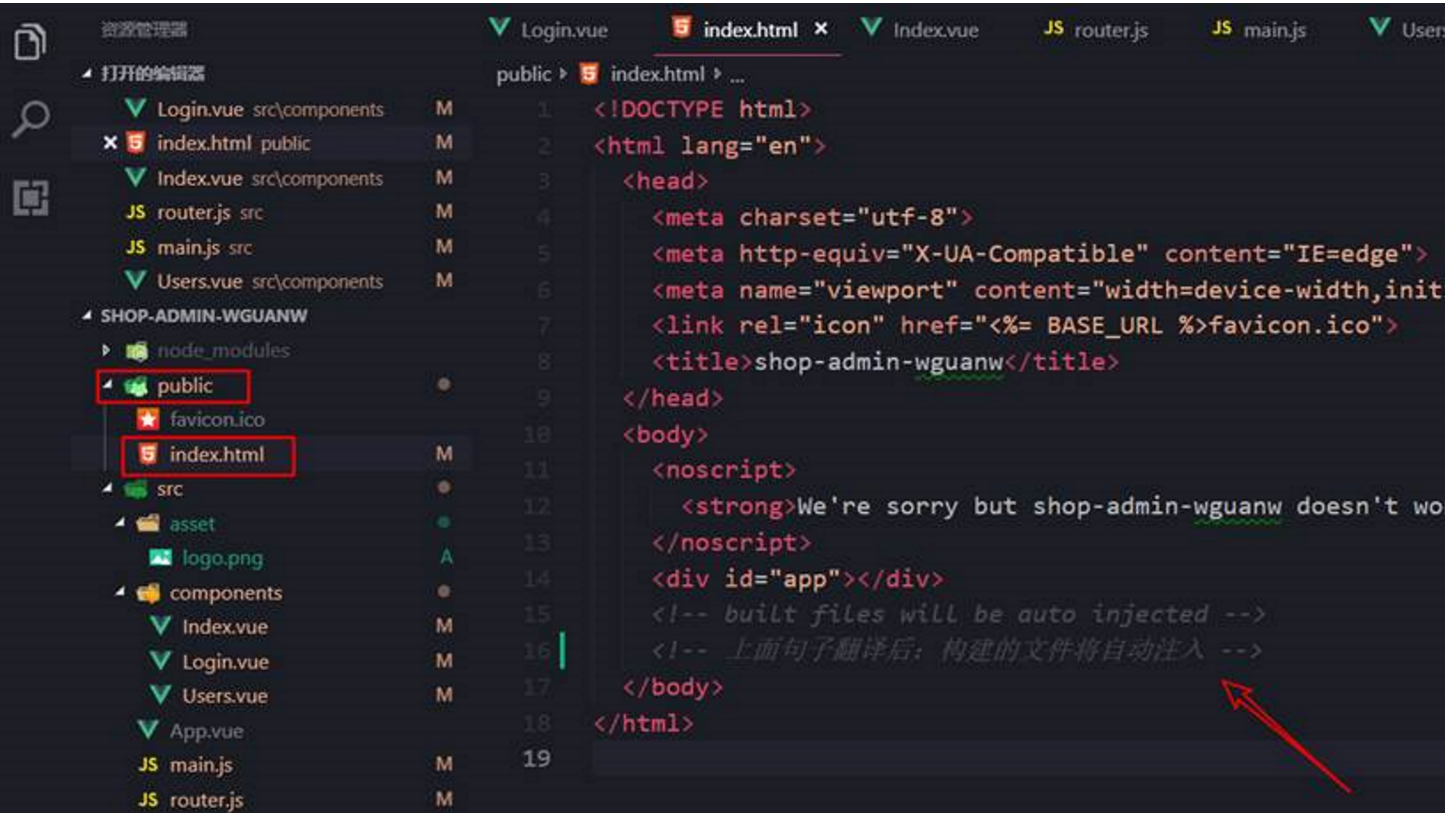 资源管理器
打开的编辑器
Login.vue src\components M
index.html public M
Index.vue src\components M
router.js src M
main.js src M
Users.vue src\components M
SHOP-ADMIN-WGUANW
node_modules
public
favicon.ico
index.html M
src
asset
logo.png A
components
Index.vue M
Login.vue M
Users.vue M
App.vue
JS main.js M
JS router.js M
Login.vue index.html × Index.vue JS router.js JS main.js Users
public index.html ...
1 <!DOCTYPE html>
2 <html lang="en">
3 <head>
4 <meta charset="utf-8">
5 <meta http-equiv="X-UA-Compatible" content="IE=edge">
6 <meta name="viewport" content="width=device-width,init
7 <link rel="icon" href="<%= BASE_URL %>favicon.ico">
8 <title>shop-admin-wguanw</title>
9 </head>
10 <body>
11 <noscript>
12 <strong>We're sorry but shop-admin-wguanw doesn't wo
13 </noscript>
14 <div id="app"></div>
15 <!-- built files will be auto injected -->
16 <!-- 上面句子翻译后：构建的文件将自动注入 -->
17 </body>
18 </html>
19